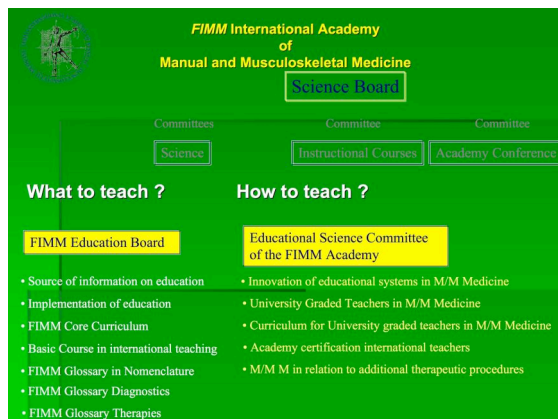 FIMM International Academy
of
Manual and Musculoskeletal Medicine
Science Board
Committees
Committee
Committee
Science
Instructional Courses
Academy Conference
What to teach ?
How to teach ?
FIMM Education Board
Educational Science Committee
of the FIMM Academy
• Source of information on education
• Implementation of education
• FIMM Core Curriculum
• Basic Course in international teaching
• FIMM Glossary in Nomenclature
• FIMM Glossary Diagnostics
• FIMM Glossary Therapies
• Innovation of educational systems in M/M Medicine
• University Graded Teachers in M/M Medicine
• Curriculum for University graded teachers in M/M Medicine
• Academy certification international teachers
• M/M M in relation to additional therapeutic procedures